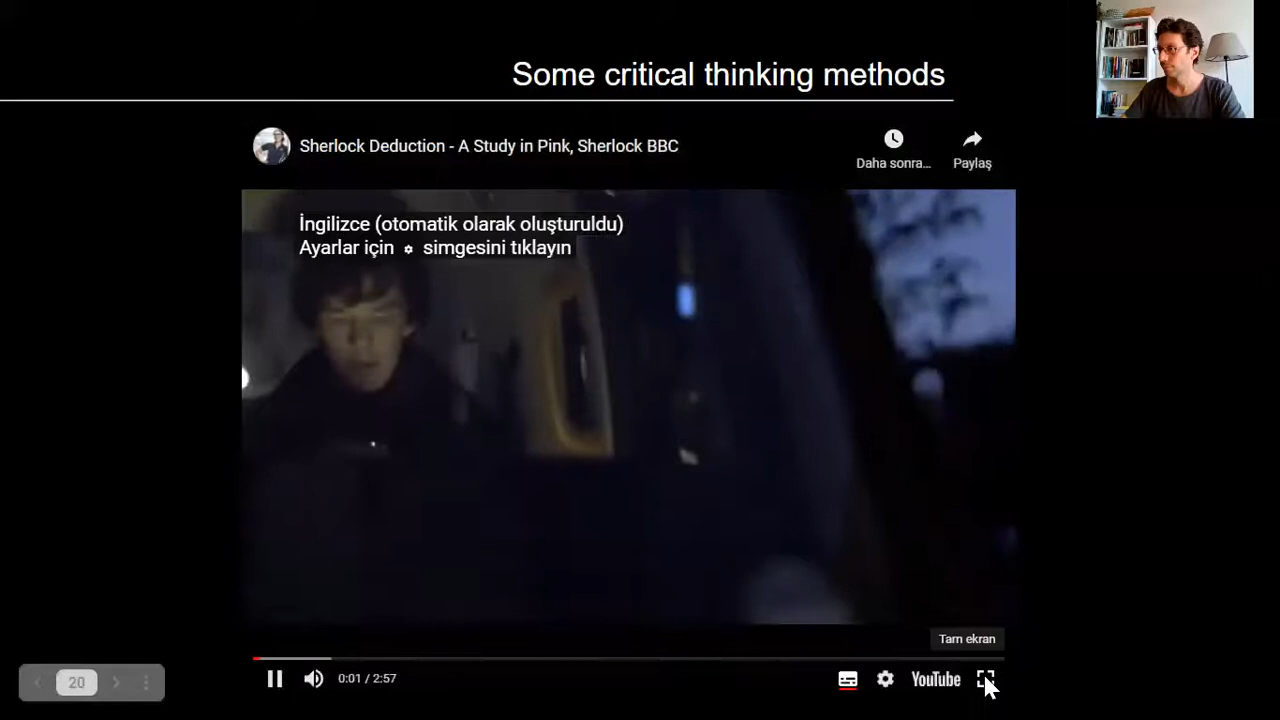 Some critical thinking methods
Sherlock Deduction - A Study in Pink, Sherlock BBC
Daha sonra...
Paylaş
İngilizce (otomatik olarak oluşturuldu)
Ayarlar için simgesini tıklayın
Tam ekran
20
0:01 / 2:57
YouTube